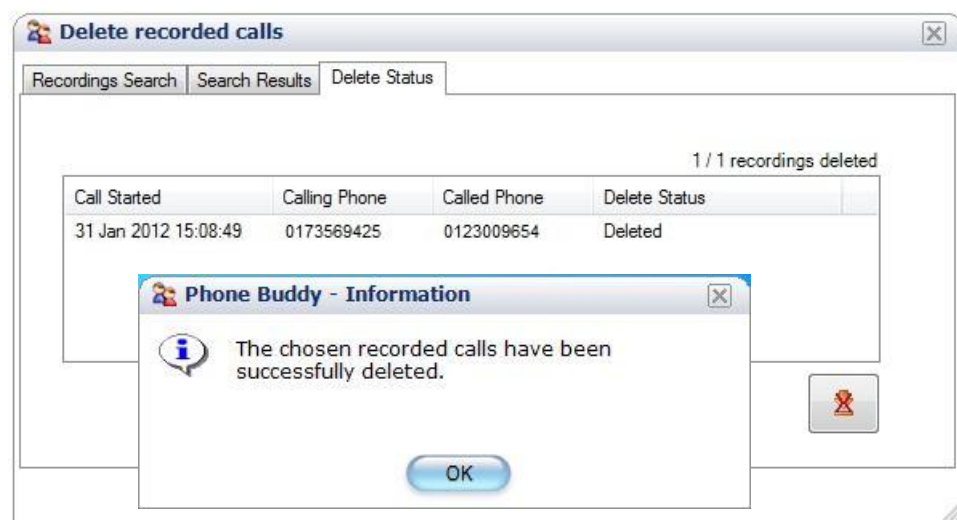 Delete recorded calls
Recordings Search Search Results Delete Status
1 / 1 recordings deleted
Call Started Calling Phone Called Phone Delete Status
31 Jan 2012 15:08:49 0173569425 0123009654 Deleted
Phone Buddy - Information
The chosen recorded calls have been
successfully deleted.
OK